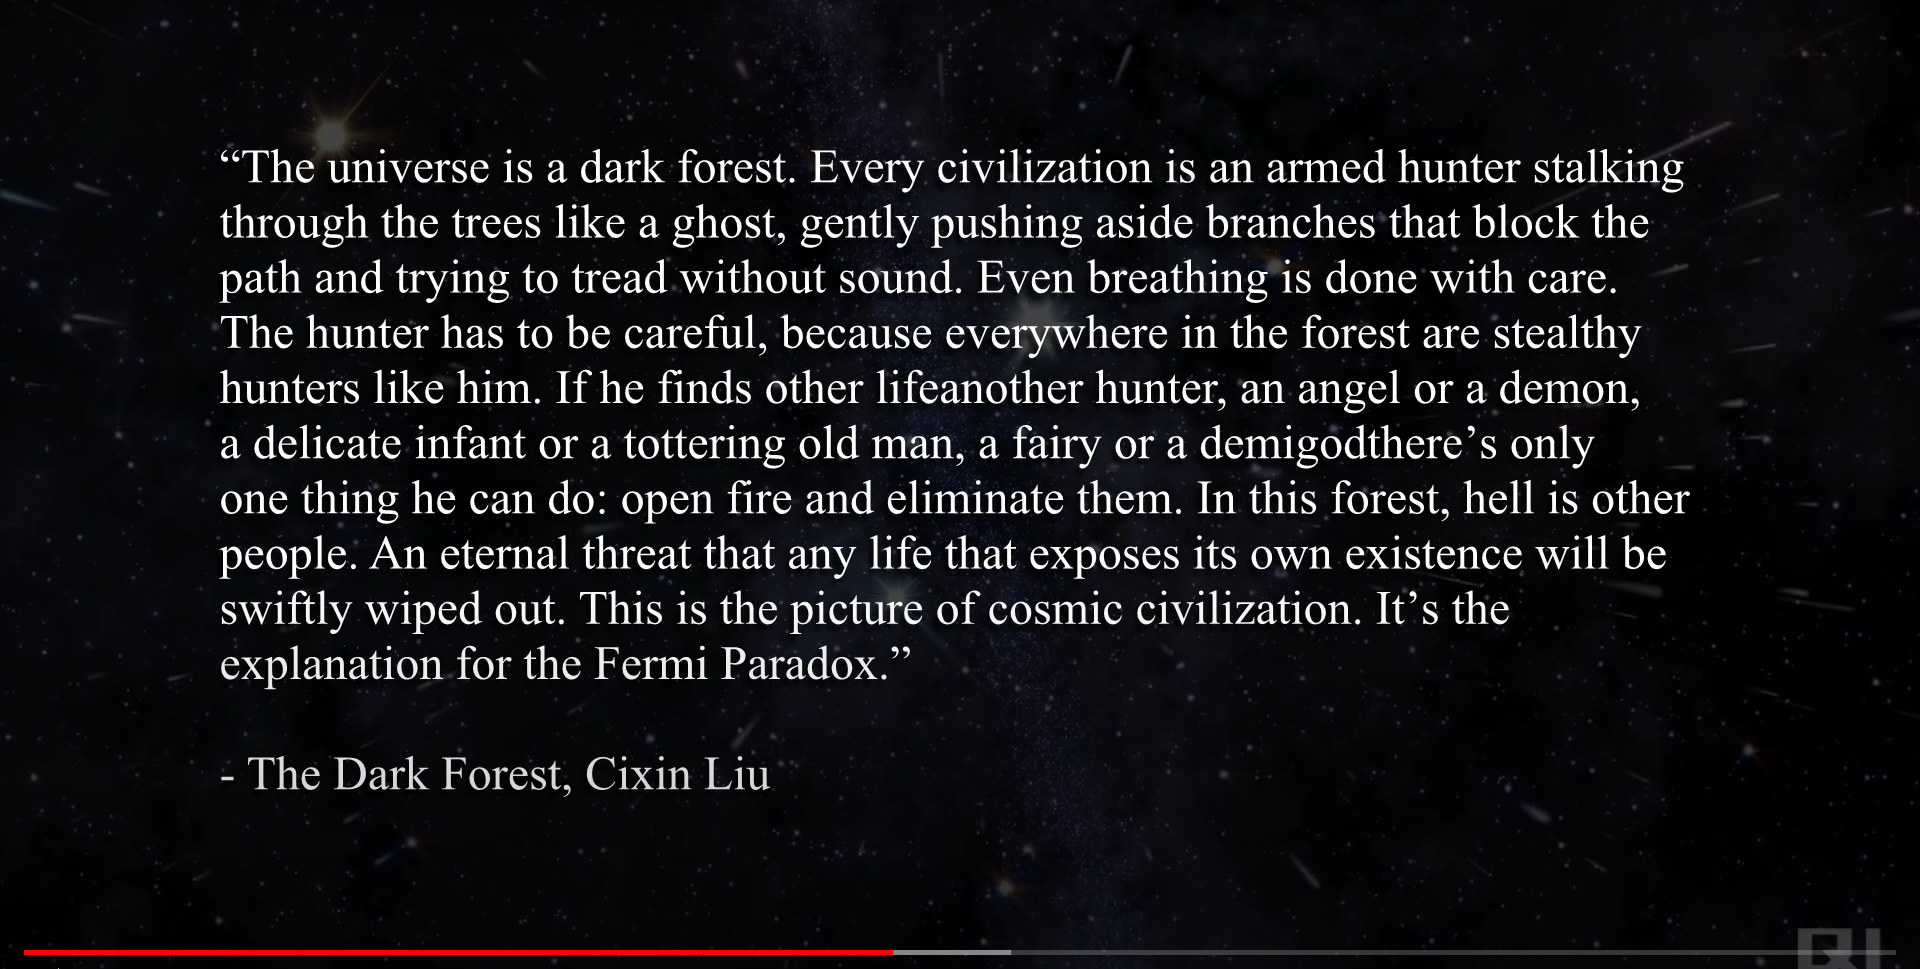 “The universe is a dark forest. Every civilization is an armed hunter stalking
through the trees like a ghost, gently pushing aside branches that block the
path and trying to tread without sound. Even breathing is done with care.
The hunter has to be careful, because everywhere in the forest are stealthy
hunters like him. If he finds other lifeanother hunter, an angel or a demon,
a delicate infant or a tottering old man, a fairy or a demigodthere’s only
one thing he can do: open fire and eliminate them. In this forest, hell is other
people. An eternal threat that any life that exposes its own existence will be
swiftly wiped out. This is the picture of cosmic civilization. It’s the
explanation for the Fermi Paradox.”
- The Dark Forest, Cixin Liu